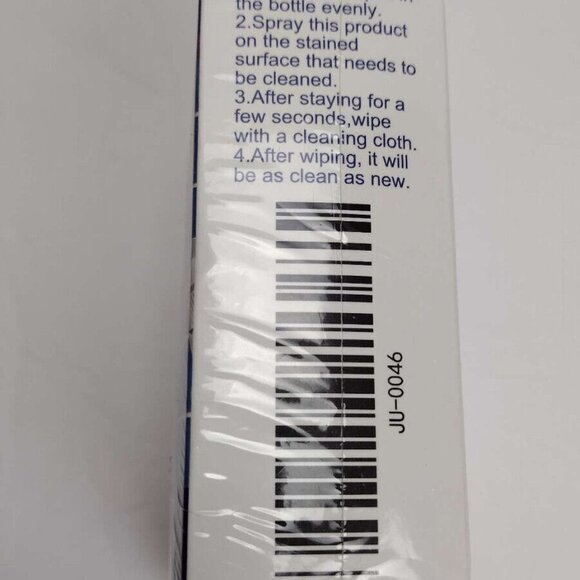 the bottle evenly.
2.Spray this product
on the stained
surface that needs to
be cleaned.
3.After staying for a
few seconds,wipe
with a cleaning cloth.
4.After wiping, it will
be as clean as new.
JU-0046